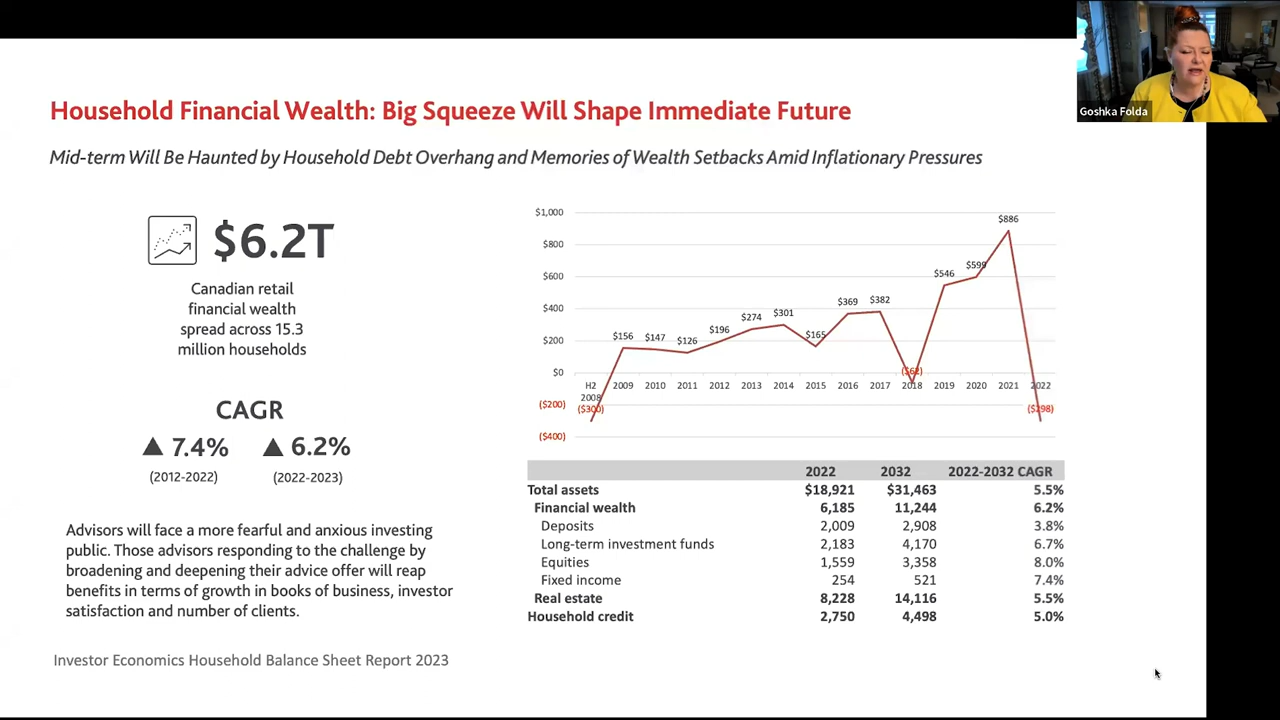 Goshka Folda
Household Financial Wealth: Big Squeeze Will Shape Immediate Future
Mid-term Will Be Haunted by Household Debt Overhang and Memories of Wealth Setbacks Amid Inflationary Pressures
$6.2T
Canadian retail
financial wealth
spread across 15.3
million households
CAGR
▲ 7.4% ▲ 6.2%
(2012-2022) (2022-2023)
Advisors will face a more fearful and anxious investing
public. Those advisors responding to the challenge by
broadening and deepening their advice offer will reap
benefits in terms of growth in books of business, investor
satisfaction and number of clients.
$1,000
$800
$600
$400
$200
$0
($200)
($400)
($300) $156 $147 $126 $196 $274 $301 $165 $369 $382 ($62) $546 $599 $886 ($298)
H2 2009 2010 2011 2012 2013 2014 2015 2016 2017 2018 2019 2020 2021 2022
2008
2022 2032 2022-2032 CAGR
Total assets $18,921 $31,463 5.5%
Financial wealth 6,185 11,244 6.2%
Deposits 2,009 2,908 3.8%
Long-term investment funds 2,183 4,170 6.7%
Equities 1,559 3,358 8.0%
Fixed income 254 521 7.4%
Real estate 8,228 14,116 5.5%
Household credit 2,750 4,498 5.0%
Investor Economics Household Balance Sheet Report 2023